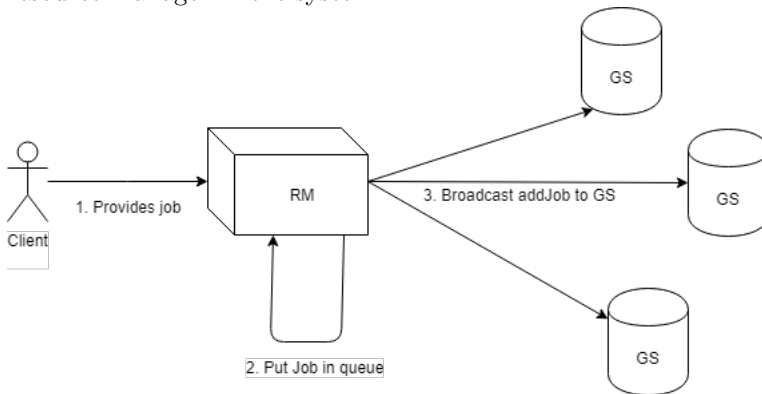 GS
RM
1. Provides job
3. Broadcast addJob to GS
GS
Client
2. Put Job in queue
GS